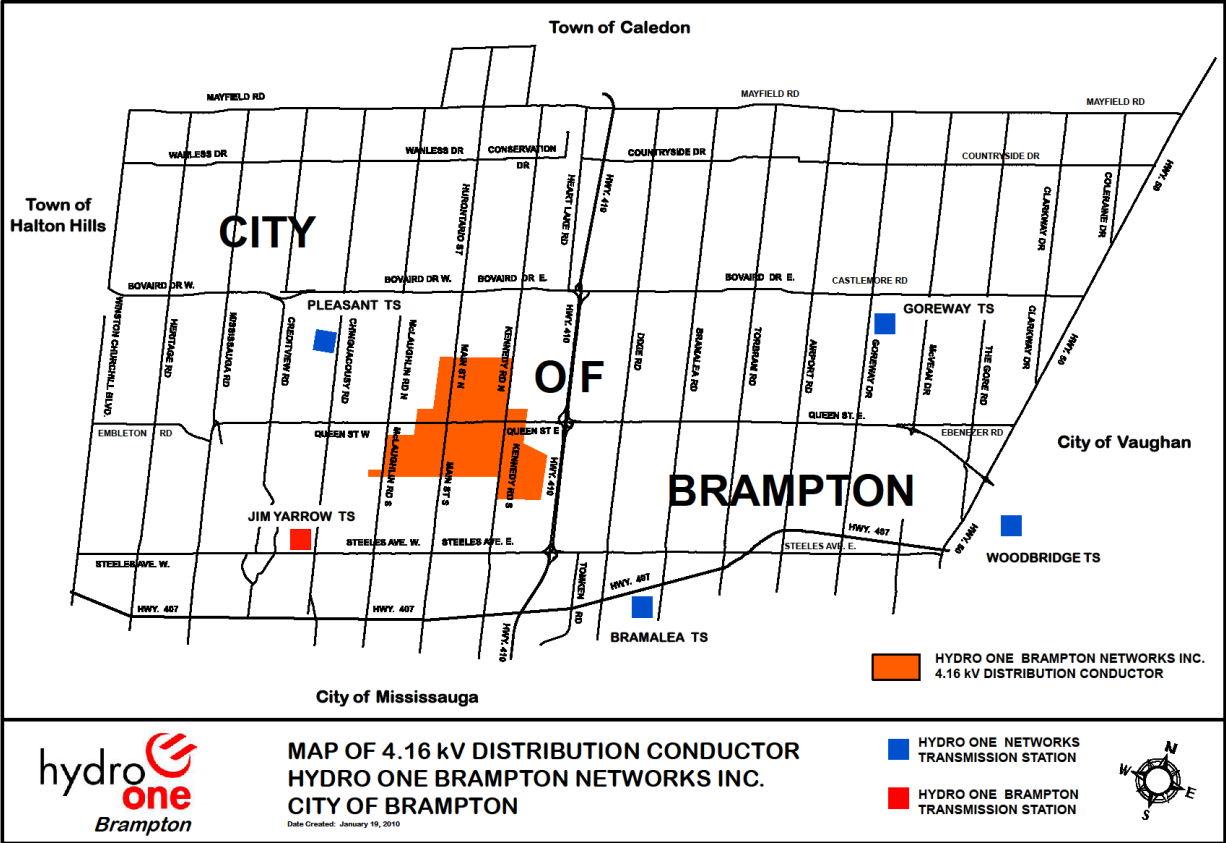 Town of Caledon
MAYFIELD RD
MAYFIELD RD
MAYFIELD RD
WANLESS DR
WANLESS DR
CONSERVATION
DR
COUNTRYSIDE DR
COUNTRYSIDE DR
HWY. 50
Town of
Halton Hills
HURONTARIO ST
HEART LAKE RD
HWY. 410
CLARKWAY DR
COLERAINE DR
CITY
BOVAIRD DR W.
BOVAIRD DR W.
BOVAIRD DR E.
BOVAIRD DR E.
CASTLEMORE RD
PLEASANT TS
GOREWAY TS
WINSTON CHURCHILL BLVD.
HERITAGE RD
MISSISSAUGA RD
CREDITVIEW RD
CHINGUACOUSY RD
McLAUGHLIN RD N
MAIN ST N
KENNEDY RD N
HWY. 410
DIXIE RD
BRAMALEA RD
TORBRAM RD
AIRPORT RD
GOREWAY DR
McVEAN DR
THE GORE RD
CLARKWAY DR
HWY. 50
OF
EMBLETON RD
QUEEN ST W
QUEEN ST E
QUEEN ST. E.
EBENEZER RD
City of Vaughan
McLAUGHLIN RD S
MAIN ST S
KENNEDY RD S
HWY. 410
BRAMPTON
JIM YARROW TS
HWY. 407
HWY. 50
STEELES AVE. W.
STEELES AVE. W.
STEELES AVE. E.
STEELES AVE. E.
WOODBRIDGE TS
HWY. 407
HWY. 407
HWY. 407
TOMKEN RD
HWY. 410
BRAMALEA TS
City of Mississauga
HYDRO ONE BRAMPTON NETWORKS INC.
4.16 kV DISTRIBUTION CONDUCTOR
hydro
one
Brampton
MAP OF 4.16 kV DISTRIBUTION CONDUCTOR
HYDRO ONE BRAMPTON NETWORKS INC.
CITY OF BRAMPTON
Date Created: January 19, 2010
HYDRO ONE NETWORKS
TRANSMISSION STATION
HYDRO ONE BRAMPTON
TRANSMISSION STATION
N
W
E
S